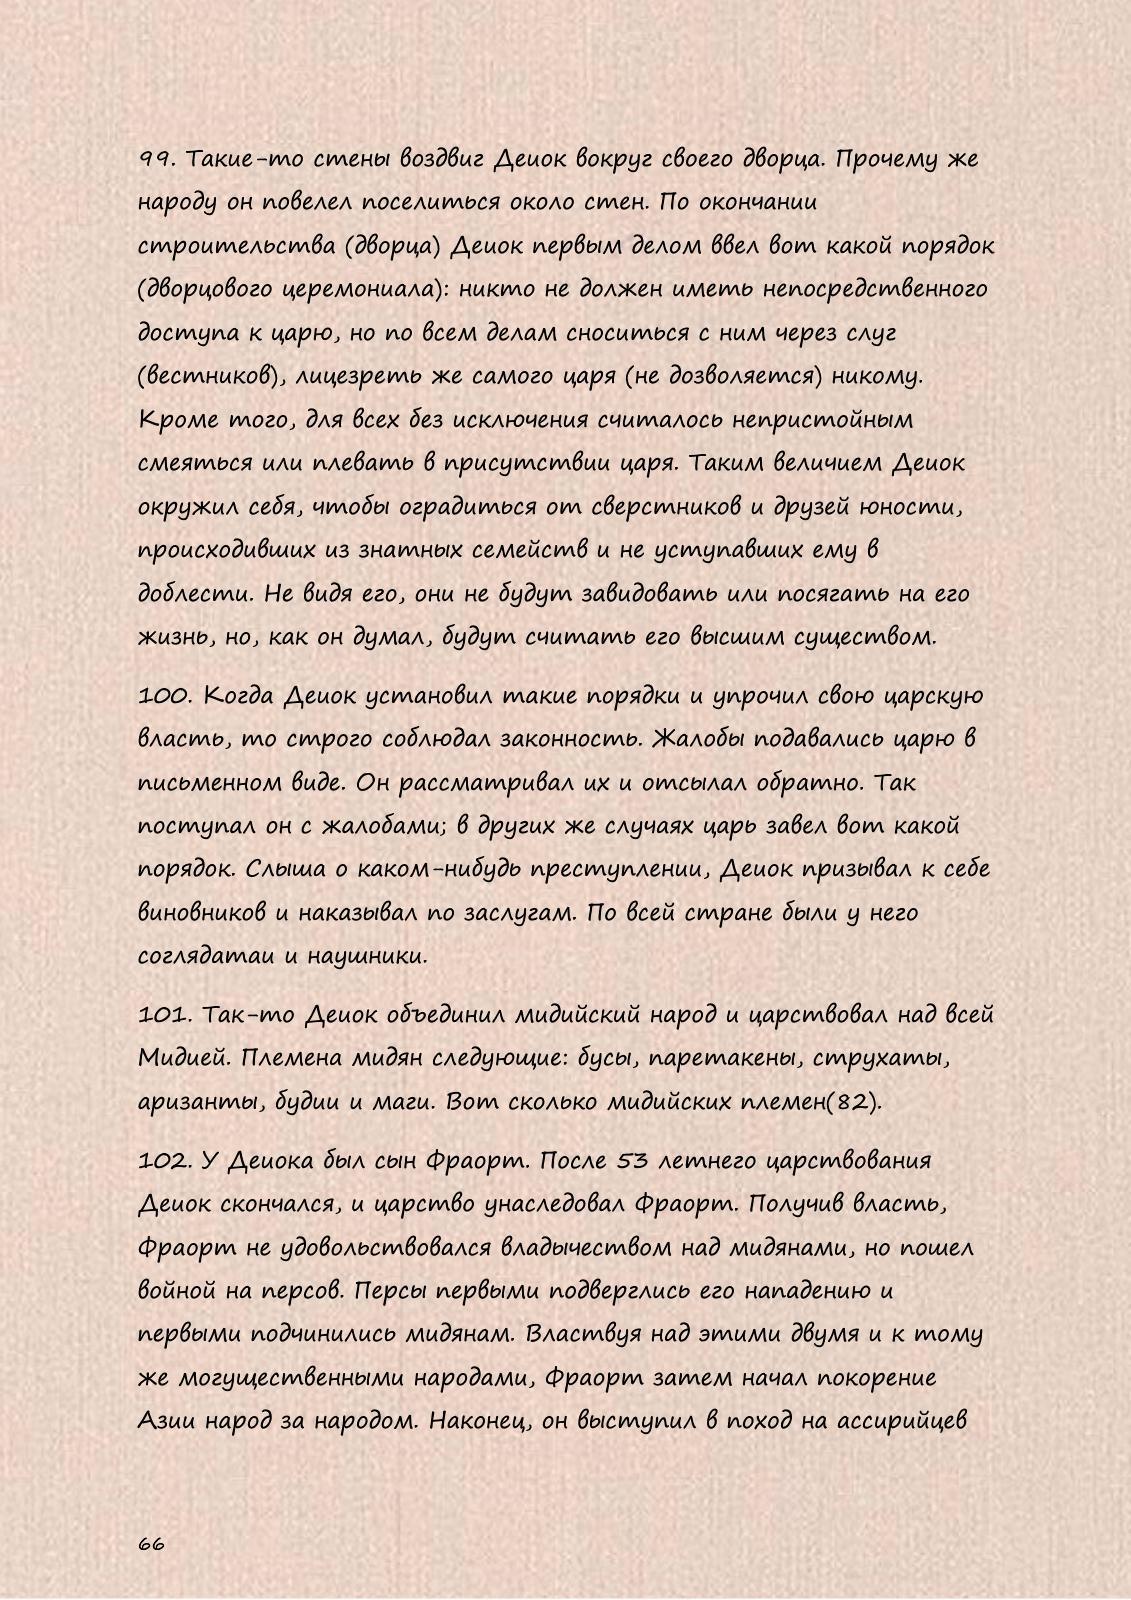 99. Такие-то стены воздвиг Деиок вокруг своего дворца. Прочему же
народу он повелел поселиться около стен. По окончании
строительства (дворца) Деиок первым делом ввел вот какой порядок
(дворцового церемониала): никто не должен иметь непосредственного
доступа к царю, но по всем делам сноситься с ним через слуг
(вестников), лицезреть же самого царя (не дозволяется) никому.
Кроме того, для всех без исключения считалось непристойным
смеяться или плевать в присутствии царя. Таким величием Деиок
окружил себя, чтобы оградиться от сверстников и друзей юности,
происходивших из знатных семейств и не уступавших ему в
доблести. Не видя его, они не будут завидовать или посягать на его
жизнь, но, как он думал, будут считать его высшим существом.
100. Когда Деиок установил такие порядки и упрочил свою царскую
власть, то строго соблюдал законность. Жалобы подавались царю в
письменном виде. Он рассматривал их и отсылал обратно. Так
поступал он с жалобами; в других же случаях царь завел вот какой
порядок. Слыша о каком-нибудь преступлении, Деиок призывал к себе
виновников и наказывал по заслугам. По всей стране были у него
соглядатаи и наушники.
101. Так-то Деиок объединил мидийский народ и царствовал над всей
Мидией. Племена мидян следующие: бусы, паретакены, струхаты,
аризанты, будии и маги. Вот сколько мидийских племен(82).
102. У Деиока был сын Фраорт. После 53 летнего царствования
Деиок скончался, и царство унаследовал Фраорт. Получив власть,
Фраорт не удовольствовался владычеством над мидянами, но пошел
войной на персов. Персы первыми подверглись его нападению и
первыми подчинились мидянам. Властвуя над этими двумя и к тому
же могущественными народами, Фраорт затем начал покорение
Азии народ за народом. Наконец, он выступил в поход на ассирийцев
66